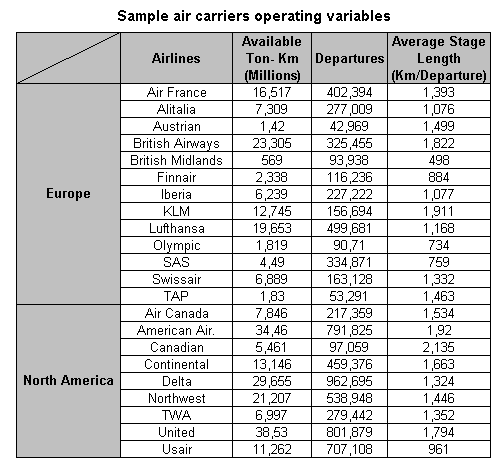 Sample air carriers operating variables
Airlines Available Ton- Km (Millions) Departures Average Stage Length (Km/Departure)
Europe
Air France 16,517 402,394 1,393
Alitalia 7,309 277,009 1,076
Austrian 1,42 42,969 1,499
British Airways 23,305 325,455 1,822
British Midlands 569 93,938 498
Finnair 2,338 116,236 884
Iberia 6,239 227,222 1,077
KLM 12,745 156,694 1,911
Lufthansa 19,653 499,681 1,168
Olympic 1,819 90,71 734
SAS 4,49 334,871 759
Swissair 6,889 163,128 1,332
TAP 1,83 53,291 1,463
North America
Air Canada 7,846 217,359 1,534
American Air. 34,46 791,825 1,92
Canadian 5,461 97,059 2,135
Continental 13,146 459,376 1,663
Delta 29,655 962,695 1,324
Northwest 21,207 538,948 1,446
TWA 6,997 279,442 1,352
United 38,53 801,879 1,794
Usair 11,262 707,108 961